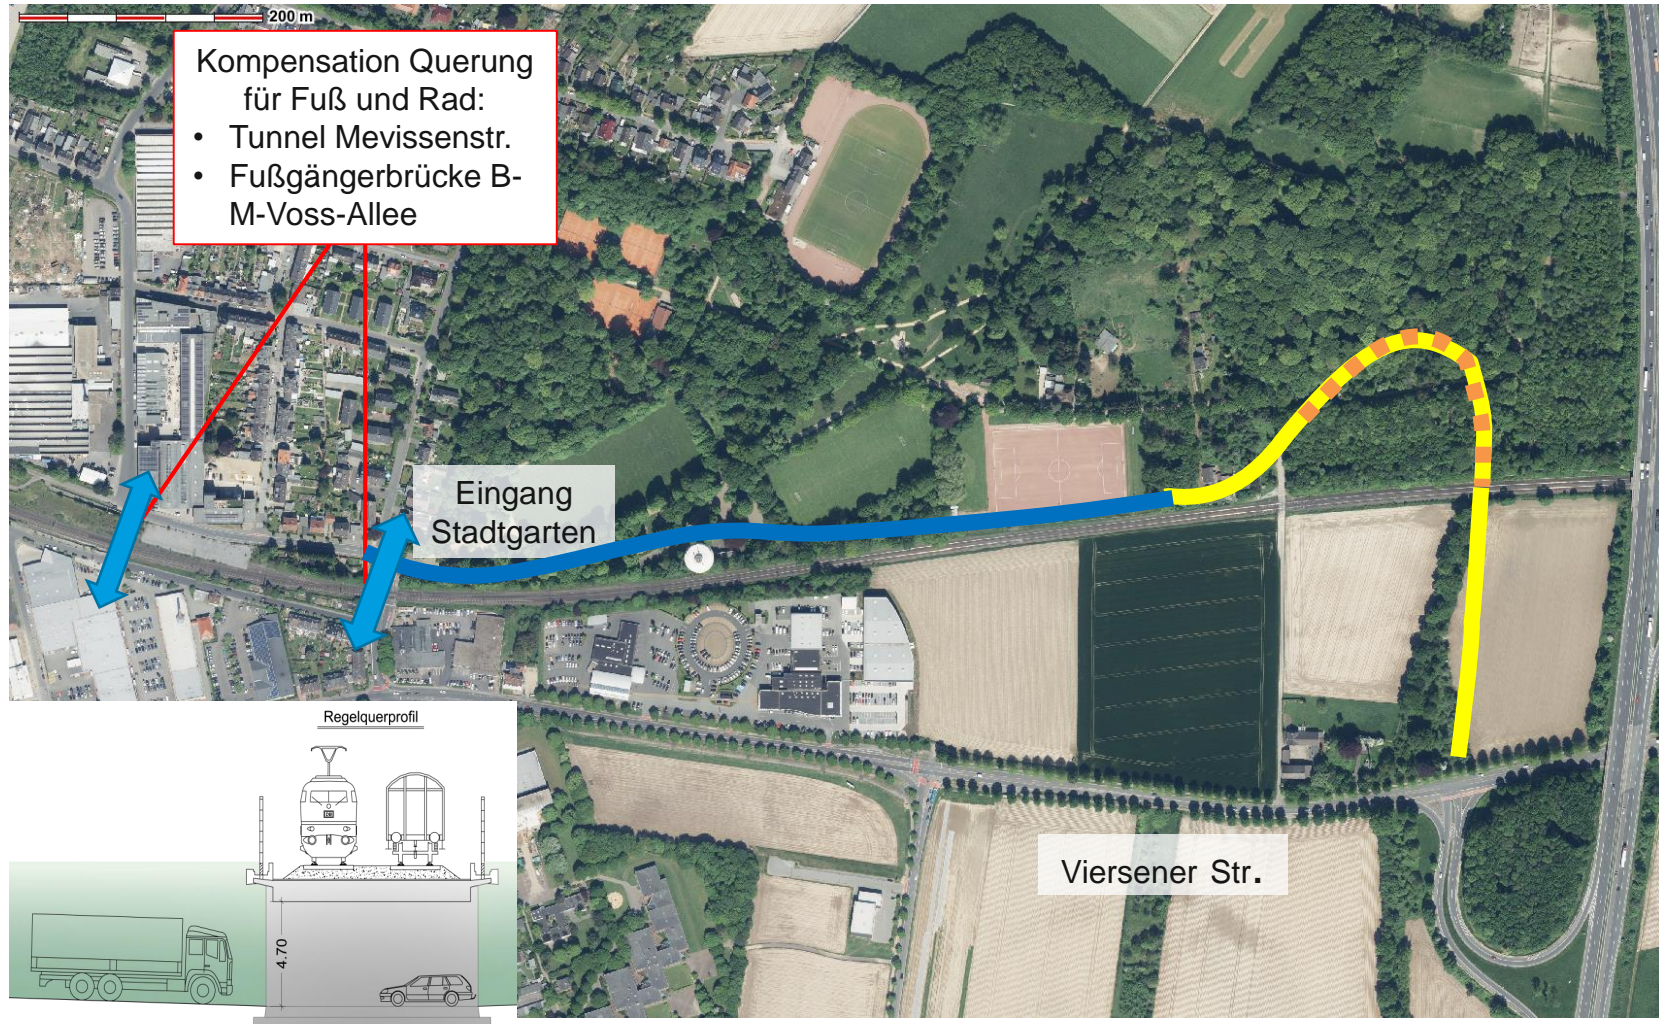 200 m
Kompensation Querung
für Fuß und Rad:
• Tunnel Mevissenstr.
• Fußgängerbrücke B-
M-Voss-Allee
Eingang
Stadtgarten
Viersener Str.
Regelquerprofil
4.70